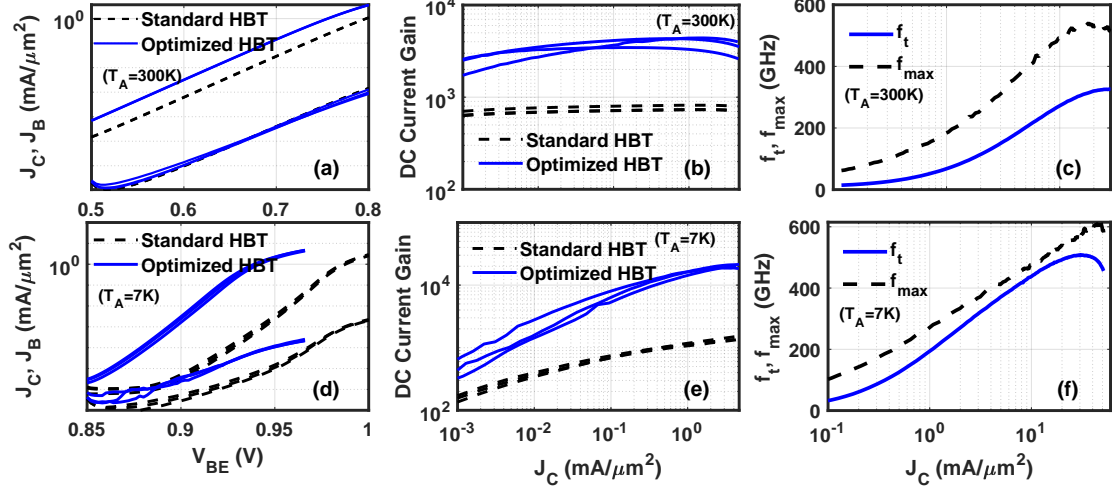 J_C, J_B (mA/μm²)
10⁰
Standard HBT
Optimized HBT
(T_A=300K)
(a)
0.5 0.6 0.7 0.8
DC Current Gain
10⁴
10³
10²
(T_A=300K)
Standard HBT
Optimized HBT
(b)
f_t, f_max (GHz)
600
400
200
0
f_t
f_max
(T_A=300K)
(c)
J_C, J_B (mA/μm²)
10⁰
Standard HBT
Optimized HBT
(T_A=7K)
(d)
0.85 0.9 0.95 1
V_BE (V)
DC Current Gain
10⁴
10²
Standard HBT
Optimized HBT
(T_A=7K)
(e)
10⁻³ 10⁻² 10⁻¹ 10⁰
J_C (mA/μm²)
f_t, f_max (GHz)
600
400
200
0
f_t
f_max
(T_A=7K)
(f)
10⁻¹ 10⁰ 10¹
J_C (mA/μm²)